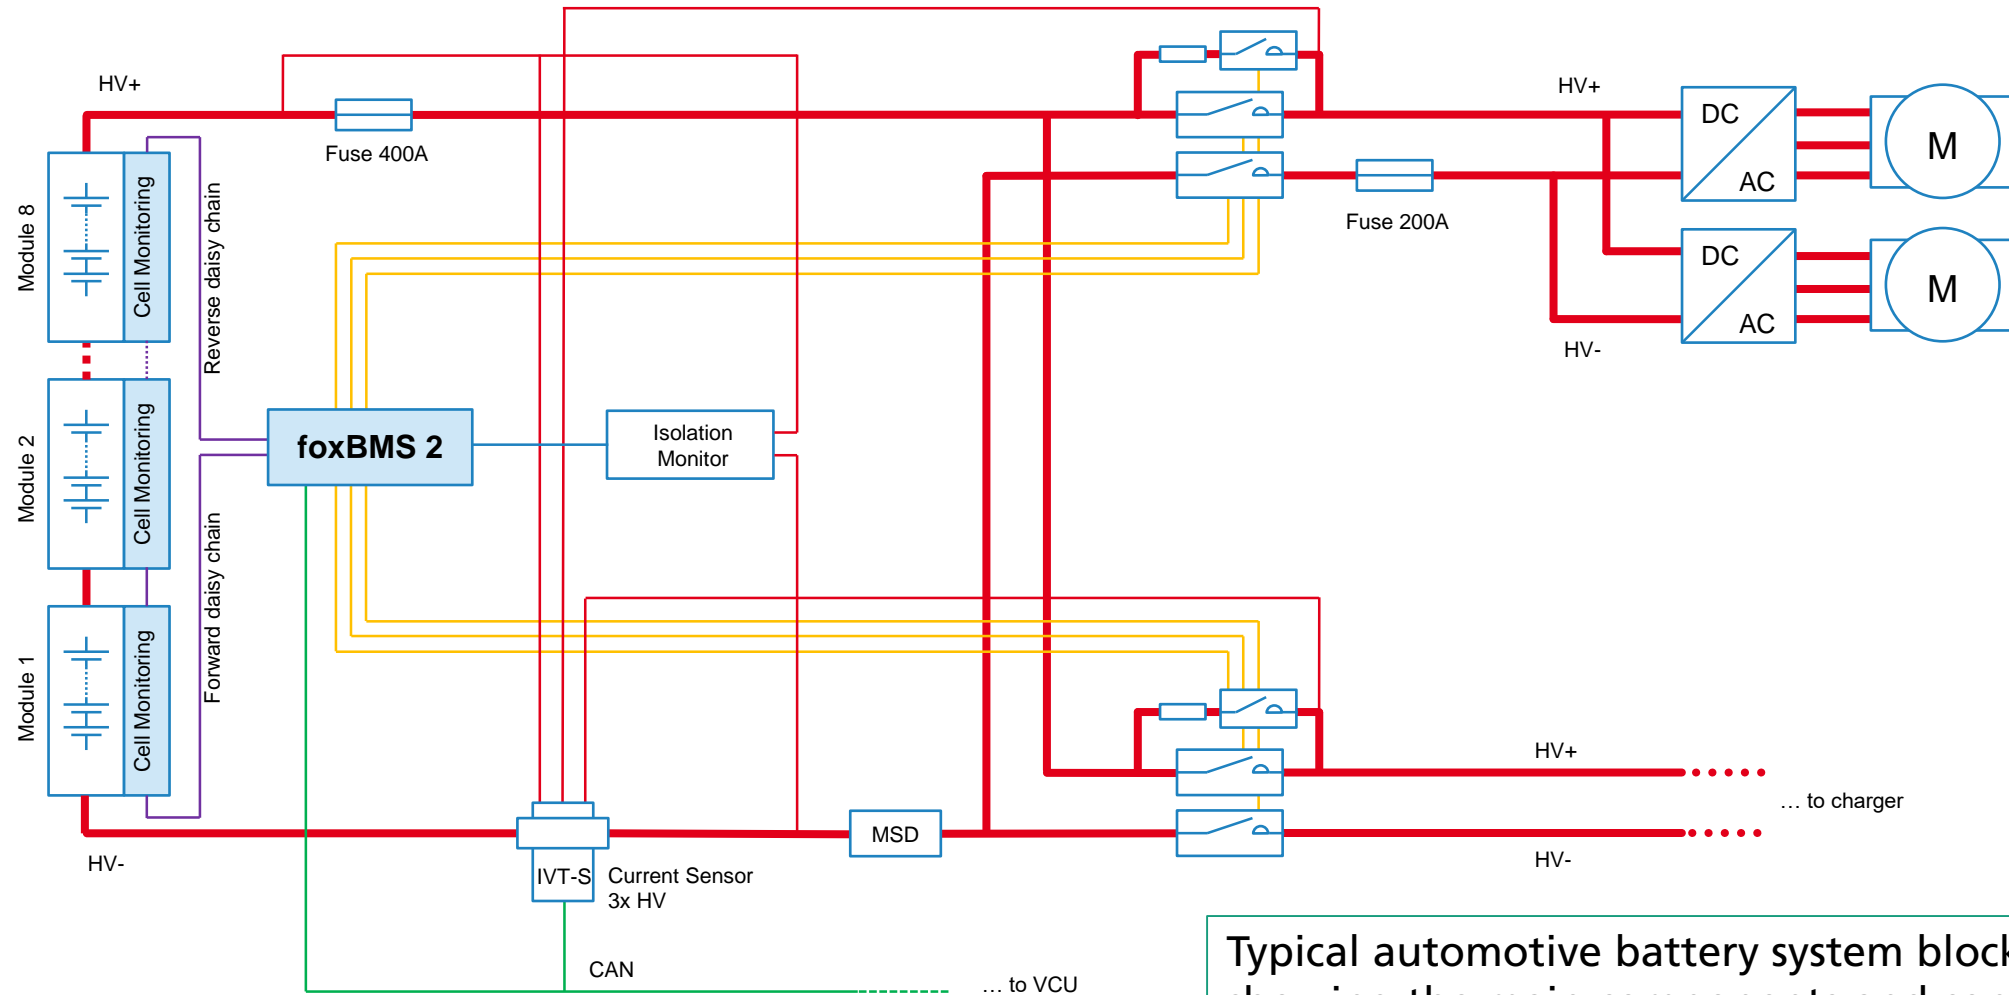 HV+
HV+
DC
M
Fuse 400A
AC
Module 8
Cell Monitoring
Reverse daisy chain
Fuse 200A
DC
M
AC
HV-
Module 2
Cell Monitoring
foxBMS 2
Isolation
Monitor
Module 1
Cell Monitoring
Forward daisy chain
HV+
... to charger
MSD
HV-
HV-
IVT-S
Current Sensor
3x HV
CAN
... to VCU
Typical automotive battery system block